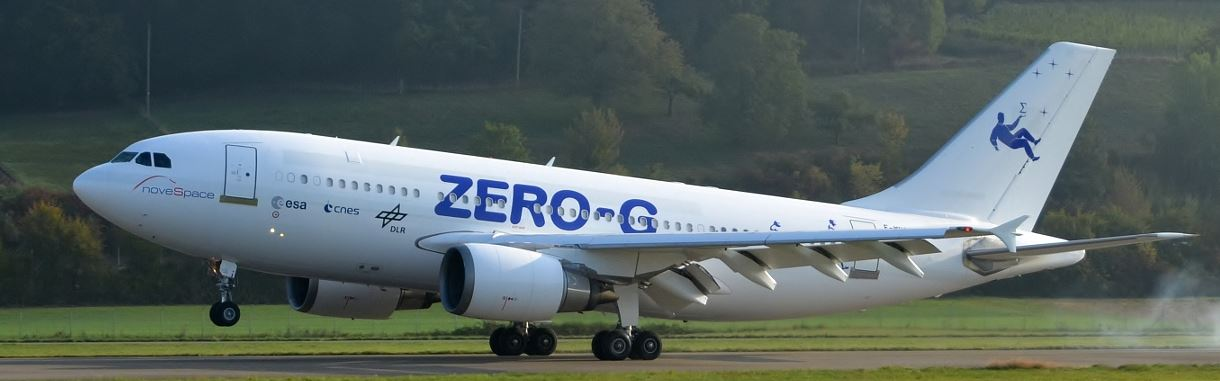 noveSpace
esa
cnes
DLR
ZERO-G
Σ